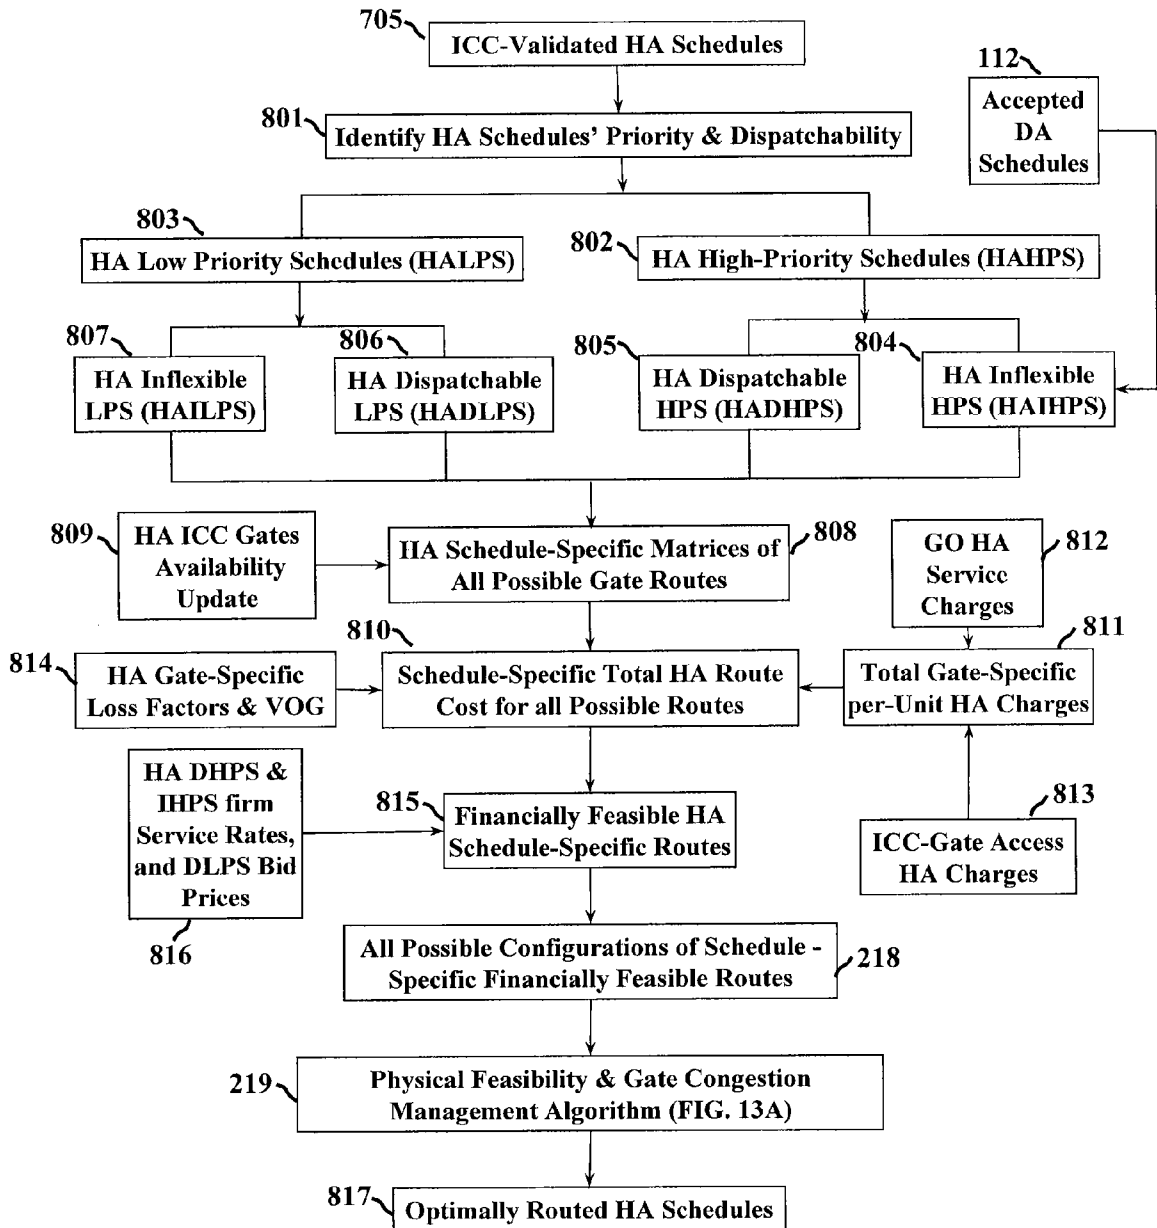 705
ICC-Validated HA Schedules
112
Accepted
DA
Schedules
801
Identify HA Schedules' Priority & Dispatchability
803
HA Low Priority Schedules (HALPS)
802
HA High-Priority Schedules (HAHPS)
807
HA Inflexible
LPS (HAILPS)
806
HA Dispatchable
LPS (HADLPS)
805
HA Dispatchable
HPS (HADHPS)
804
HA Inflexible
HPS (HAIHPS)
809
HA ICC Gates
Availability
Update
HA Schedule-Specific Matrices of
All Possible Gate Routes
808
GO HA
Service
Charges
812
814
HA Gate-Specific
Loss Factors & VOG
810
Schedule-Specific Total HA Route
Cost for all Possible Routes
811
Total Gate-Specific
per-Unit HA Charges
HA DHPS &
IHPS firm
Service Rates,
and DLPS Bid
Prices
816
815
Financially Feasible HA
Schedule-Specific Routes
813
ICC-Gate Access
HA Charges
All Possible Configurations of Schedule -
Specific Financially Feasible Routes
218
219
Physical Feasibility & Gate Congestion
Management Algorithm (FIG. 13A)
817
Optimally Routed HA Schedules